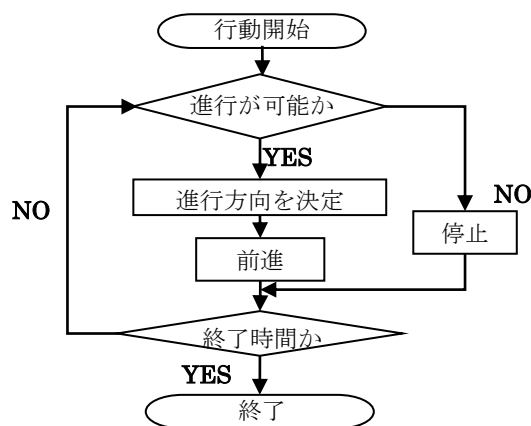 行動開始
進行が可能か
YES
進行方向を決定
NO
NO
停止
前進
終了時間か
YES
終了